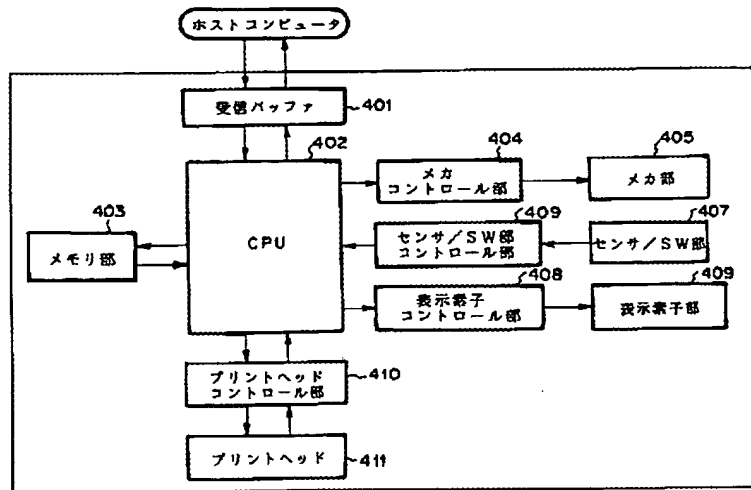 ホストコンピュータ
受信バッファ
401
402
404
405
メカ
コントロール部
メカ部
403
409
407
CPU
メモリ部
センサ/SW部
コントロール部
センサ/SW部
408
409
表示素子
コントロール部
表示素子部
プリントヘッド
コントロール部
410
プリントヘッド
411